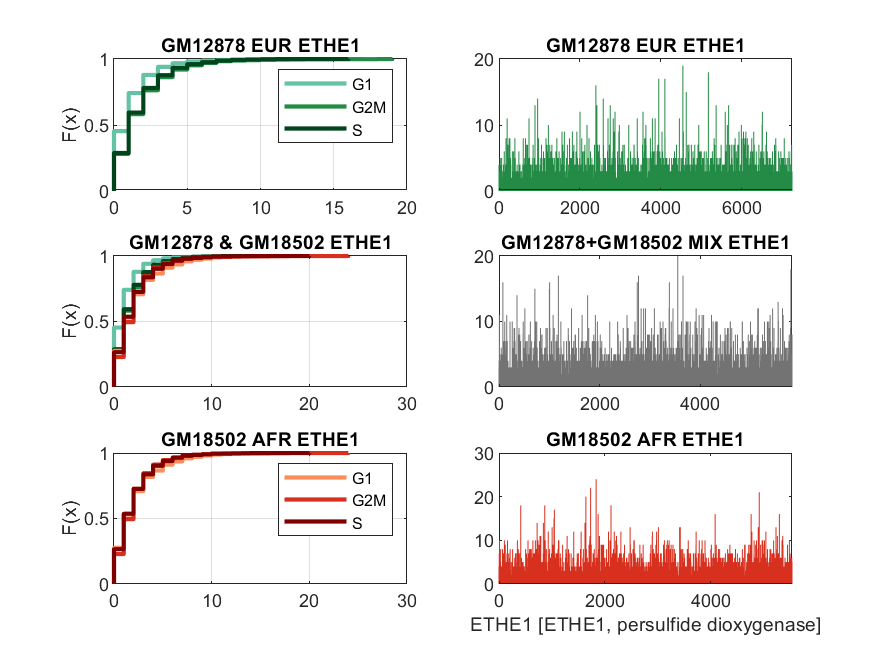 GM12878 EUR ETHE1
F(x)
1
0.5
0
0 5 10 15 20
G1
G2M
S
GM12878 EUR ETHE1
20
10
0
0 2000 4000 6000
GM12878 & GM18502 ETHE1
F(x)
1
0.5
0
0 10 20 30
GM12878+GM18502 MIX ETHE1
20
10
0
0 2000 4000
GM18502 AFR ETHE1
F(x)
1
0.5
0
0 10 20 30
G1
G2M
S
GM18502 AFR ETHE1
30
20
10
0
0 2000 4000
ETHE1 [ETHE1, persulfide dioxygenase]